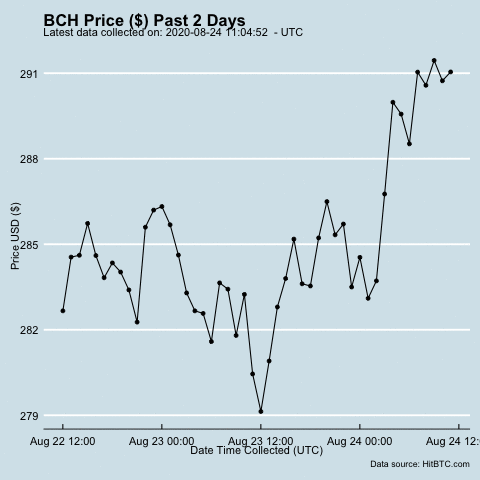 BCH Price ($) Past 2 Days
Latest data collected on: 2020-08-24 11:04:52 - UTC
291
288
285
282
279
Price USD ($)
Aug 22 12:00 Aug 23 00:00 Aug 23 12:00 Aug 24 00:00 Aug 24 12:0
Date Time Collected (UTC)
Data source: HitBTC.com